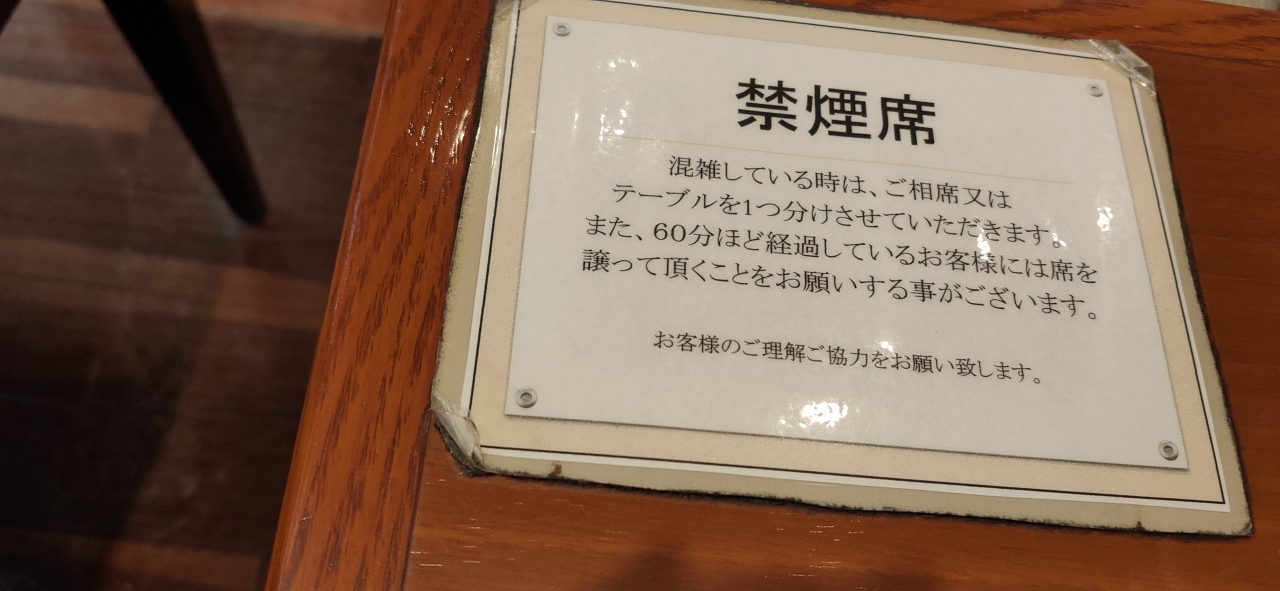 禁煙席
混雑している時は、ご相席又は
テーブルを1つ分けさせていただきます。
また、60分ほど経過しているお客様には席を
譲って頂くことをお願いする事がございます。
お客様のご理解ご協力をお願い致します。